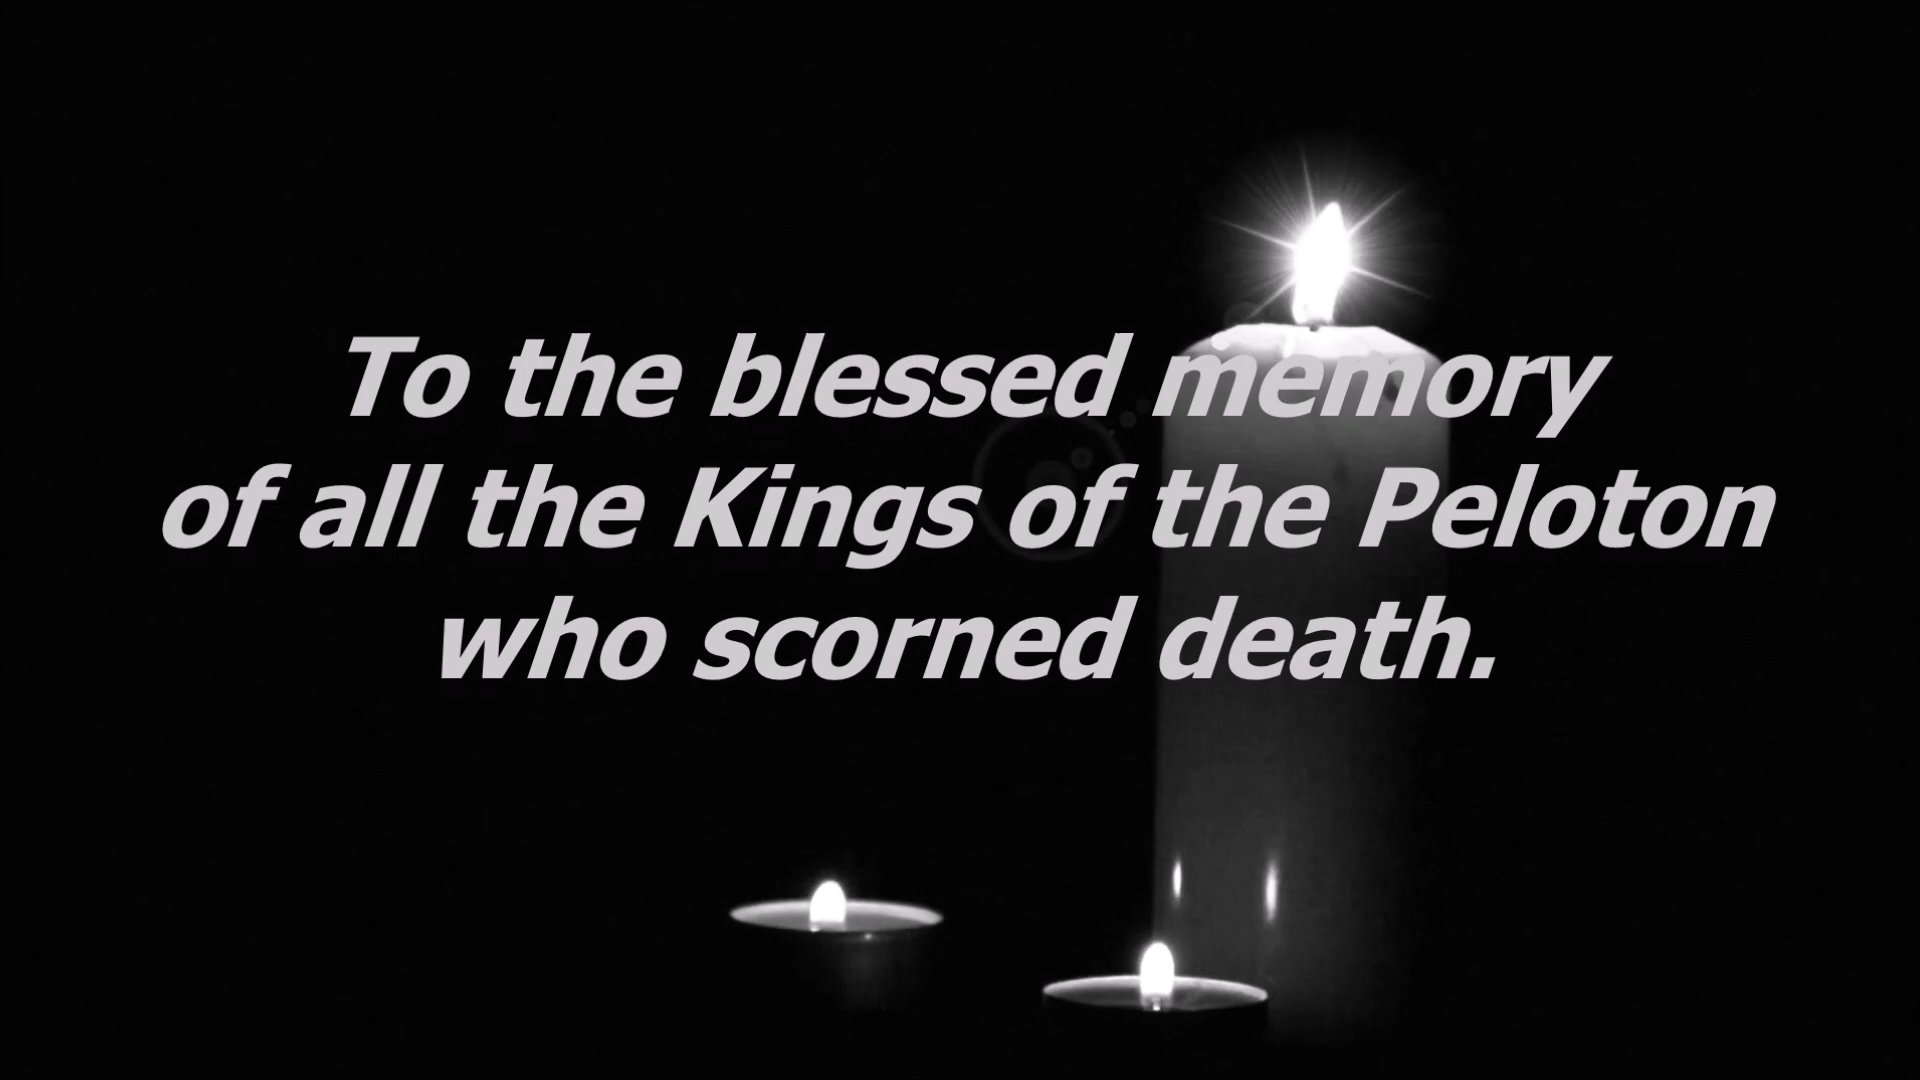 To the blessed memory
of all the Kings of the Peloton
who scorned death.